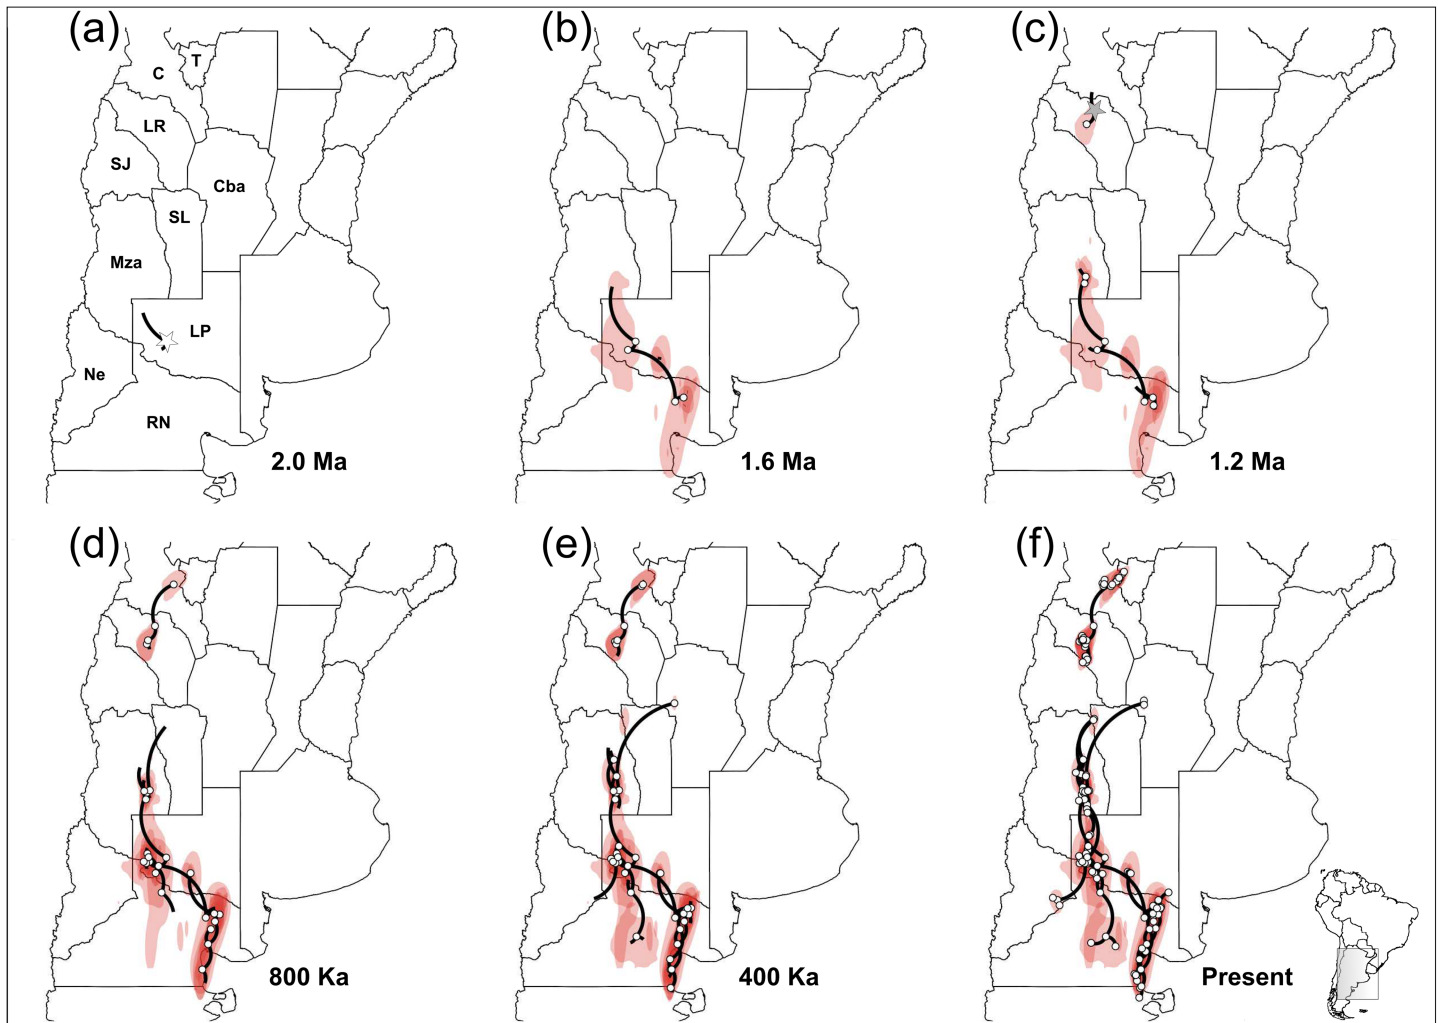 (a)
(b)
(c)
T
C
LR
SJ
Cba
SL
Mza
LP
Ne
RN
2.0 Ma
1.6 Ma
1.2 Ma
(d)
(e)
(f)
800 Ka
400 Ka
Present